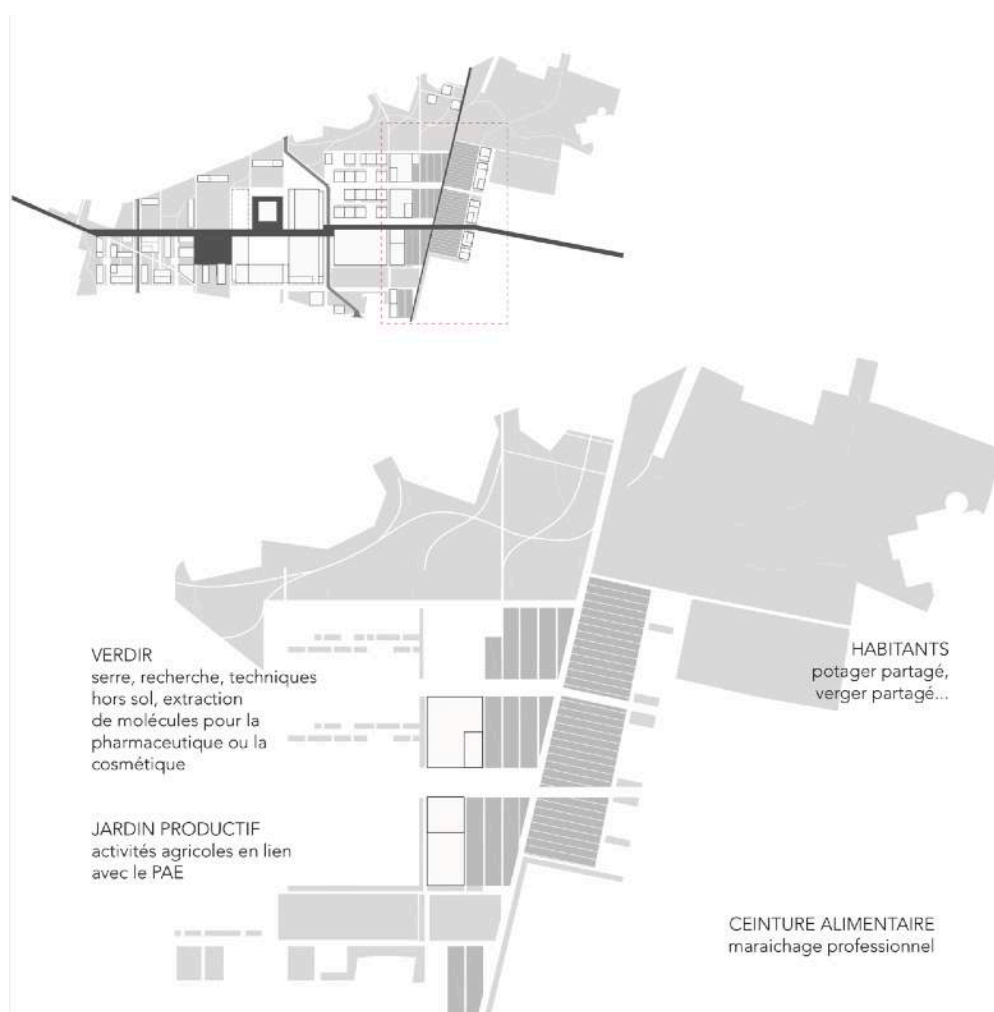 VERDIR
serre, recherche, techniques
hors sol, extraction
de molécules pour la
pharmaceutique ou la
cosmétique
JARDIN PRODUCTIF
activités agricoles en lien
avec le PAE
HABITANTS
potager partagé,
verger partagé...
CEINTURE ALIMENTAIRE
maraichage professionnel